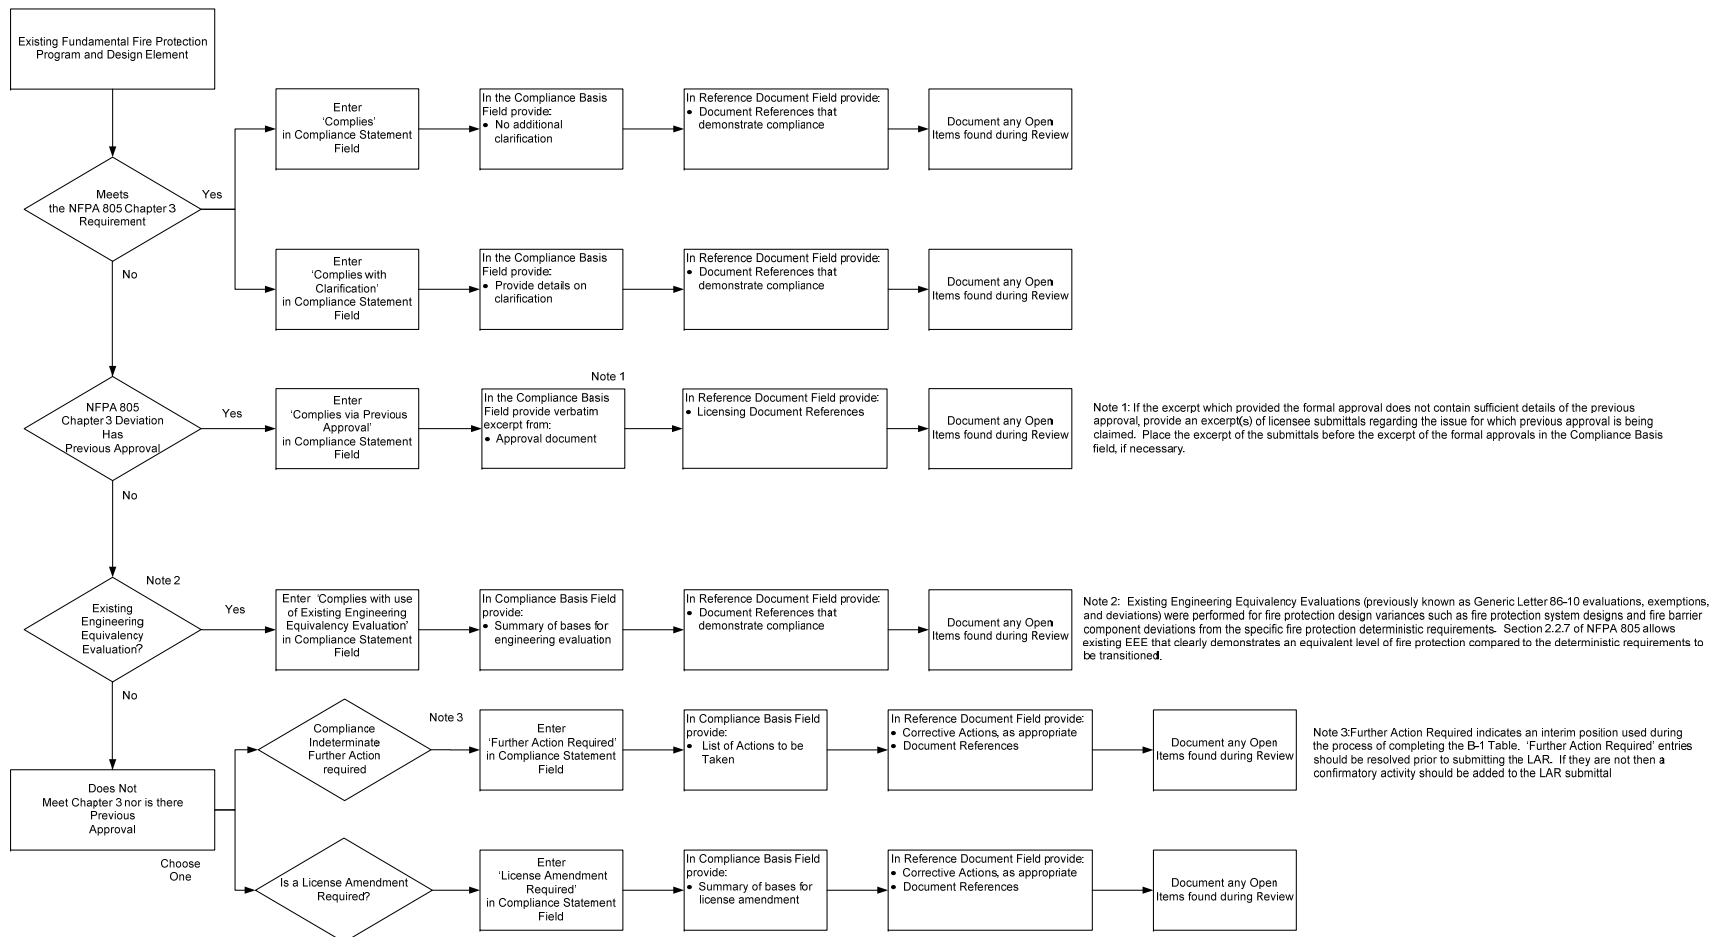 Existing Fundamental Fire Protection
Program and Design Element
Meets
the NFPA 805 Chapter 3
Requirement
Yes
No
Enter
‘Complies’
in Compliance Statement
Field
In the Compliance Basis
Field provide:
• No additional
clarification
In Reference Document Field provide:
• Document References that
demonstrate compliance
Document any Open
Items found during Review
Enter
‘Complies with
Clarification’
in Compliance Statement
Field
In the Compliance Basis
Field provide:
• Provide details on
clarification
In Reference Document Field provide:
• Document References that
demonstrate compliance
Document any Open
Items found during Review
NFPA 805
Chapter 3 Deviation
Has
Previous Approval
Yes
No
Enter
‘Complies via Previous
Approval’
in Compliance Statement
Field
Note 1
In the Compliance Basis
Field provide verbatim
excerpt from:
• Approval document
In Reference Document Field provide:
• Licensing Document References
Document any Open
Items found during Review
Note 1: If the excerpt which provided the formal approval does not contain sufficient details of the previous
approval, provide an excerpt(s) of licensee submittals regarding the issue for which previous approval is being
claimed. Place the excerpt of the submittals before the excerpt of the formal approvals in the Compliance Basis
field, if necessary.
Note 2
Existing
Engineering
Equivalency
Evaluation?
Yes
No
Enter ‘Complies with use
of Existing Engineering
Equivalency Evaluation’
in Compliance Statement
Field
In Compliance Basis Field
provide:
• Summary of bases for
engineering evaluation
In Reference Document Field provide:
• Document References that
demonstrate compliance
Document any Open
Items found during Review
Note 2: Existing Engineering Equivalency Evaluations (previously known as Generic Letter 86-10 evaluations, exemptions,
and deviations) were performed for fire protection design variances such as fire protection system designs and fire barrier
component deviations from the specific fire protection deterministic requirements. Section 2.2.7 of NFPA 805 allows
existing EEE that clearly demonstrates an equivalent level of fire protection compared to the deterministic requirements to
be transitioned.
Does Not
Meet Chapter 3 nor is there
Previous
Approval
Choose
One
Compliance
Indeterminate
Further Action
required
Note 3
Enter
‘Further Action Required’
in Compliance Statement
Field
In Compliance Basis Field
provide:
• List of Actions to be
Taken
In Reference Document Field provide:
• Corrective Actions, as appropriate
• Document References
Document any Open
Items found during Review
Note 3:Further Action Required indicates an interim position used during
the process of completing the B-1 Table. ‘Further Action Required’ entries
should be resolved prior to submitting the LAR. If they are not then a
confirmatory activity should be added to the LAR submittal
Is a License Amendment
Required?
Enter
‘License Amendment
Required’
in Compliance Statement
Field
In Compliance Basis Field
provide:
• Summary of bases for
license amendment
In Reference Document Field provide:
• Corrective Actions, as appropriate
• Document References
Document any Open
Items found during Review